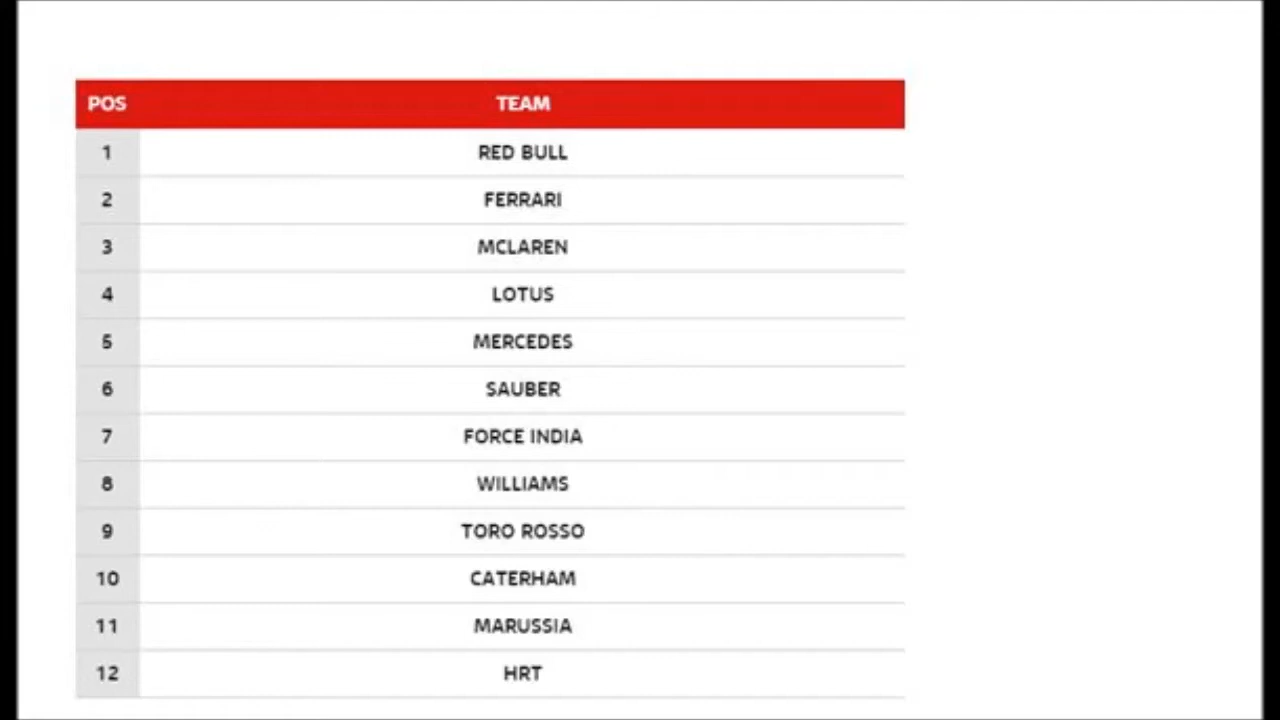 POS TEAM
1 RED BULL
2 FERRARI
3 MCLAREN
4 LOTUS
5 MERCEDES
6 SAUBER
7 FORCE INDIA
8 WILLIAMS
9 TORO ROSSO
10 CATERHAM
11 MARUSSIA
12 HRT